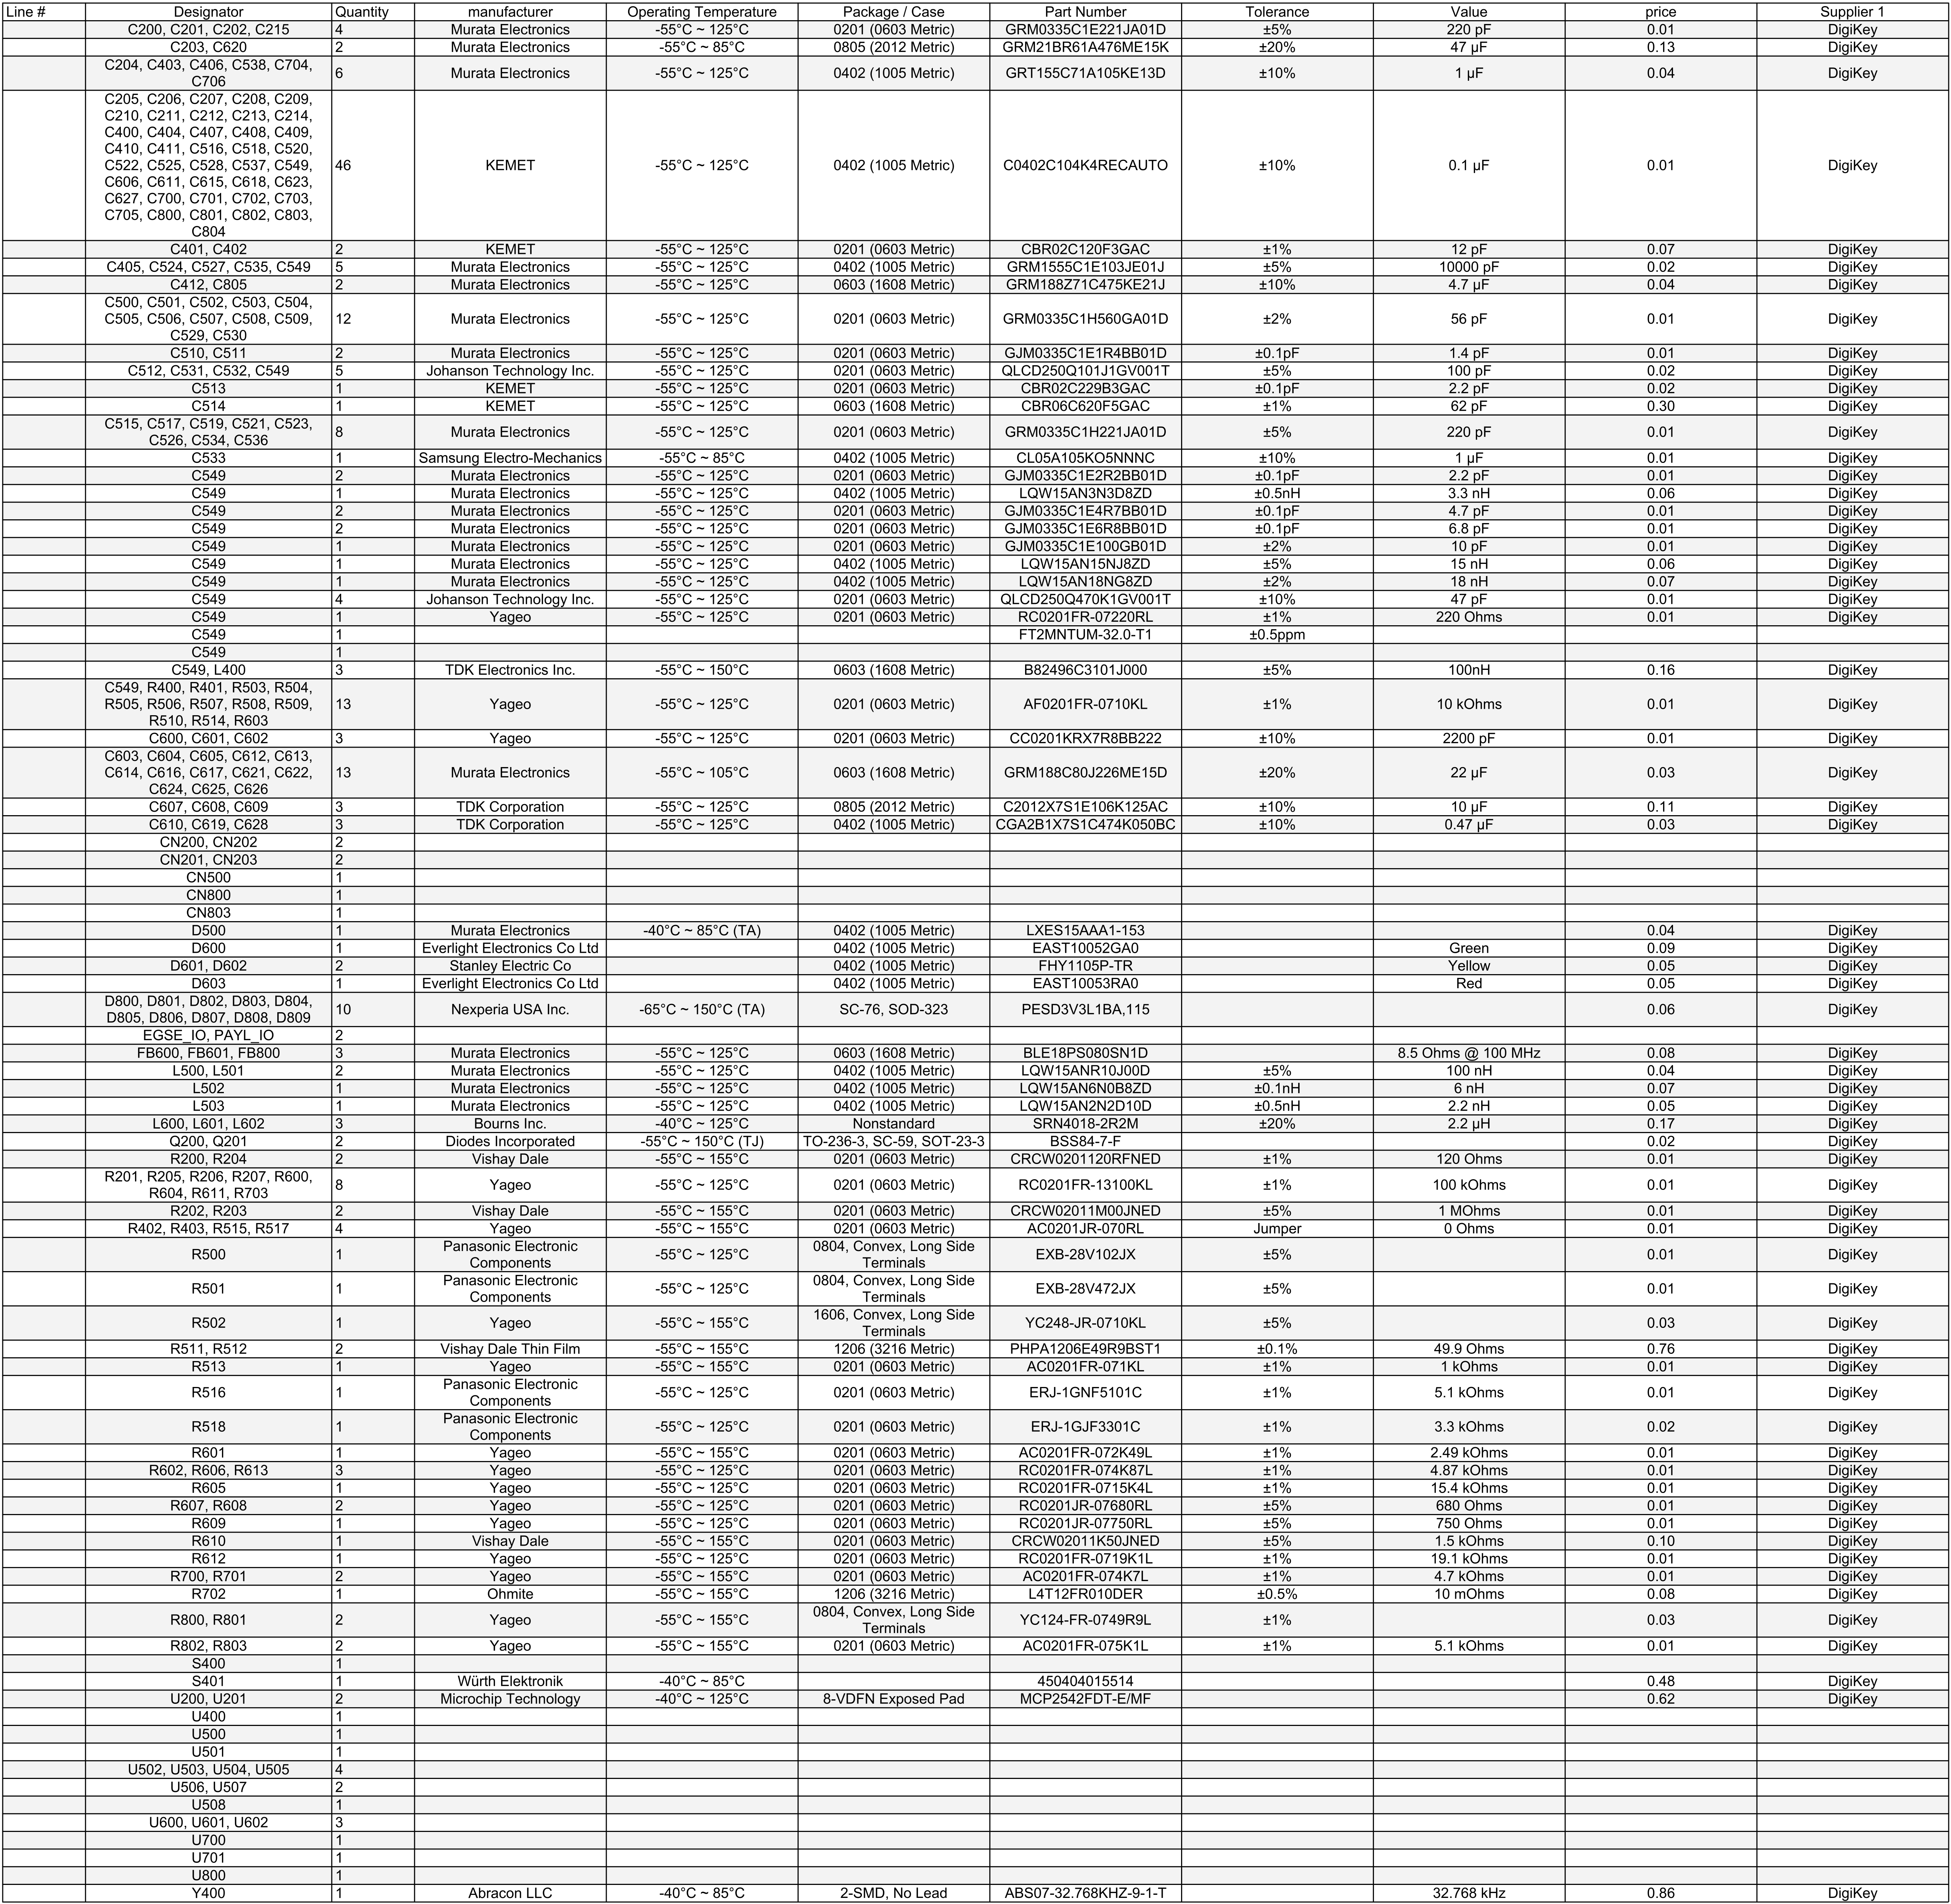 Line # Designator Quantity manufacturer Operating Temperature Package / Case Part Number Tolerance Value price Supplier 1
C200, C201, C202, C215 4 Murata Electronics -55°C ~ 125°C 0201 (0603 Metric) GRM0335C1E221JA01D ±5% 220 pF 0.01 DigiKey
C203, C620 2 Murata Electronics -55°C ~ 85°C 0805 (2012 Metric) GRM21BR61A476ME15K ±20% 47 µF 0.13 DigiKey
C204, C403, C406, C538, C704,
C706 6 Murata Electronics -55°C ~ 125°C 0402 (1005 Metric) GRT155C71A105KE13D ±10% 1 µF 0.04 DigiKey
C205, C206, C207, C208, C209,
C210, C211, C212, C213, C214,
C400, C404, C407, C408, C409,
C410, C411, C516, C518, C520,
C522, C525, C528, C537, C549,
C606, C611, C615, C618, C623,
C627, C700, C701, C702, C703,
C705, C800, C801, C802, C803,
C804 46 KEMET -55°C ~ 125°C 0402 (1005 Metric) C0402C104K4RECAUTO ±10% 0.1 µF 0.01 DigiKey
C401, C402 2 KEMET -55°C ~ 125°C 0201 (0603 Metric) CBR02C120F3GAC ±1% 12 pF 0.07 DigiKey
C405, C524, C527, C535, C549 5 Murata Electronics -55°C ~ 125°C 0402 (1005 Metric) GRM1555C1E103JE01J ±5% 10000 pF 0.02 DigiKey
C412, C805 2 Murata Electronics -55°C ~ 125°C 0603 (1608 Metric) GRM188Z71C475KE21J ±10% 4.7 µF 0.04 DigiKey
C500, C501, C502, C503, C504,
C505, C506, C507, C508, C509,
C529, C530 12 Murata Electronics -55°C ~ 125°C 0201 (0603 Metric) GRM0335C1H560GA01D ±2% 56 pF 0.01 DigiKey
C510, C511 2 Murata Electronics -55°C ~ 125°C 0201 (0603 Metric) GJM0335C1E1R4BB01D ±0.1pF 1.4 pF 0.01 DigiKey
C512, C531, C532, C549 5 Johanson Technology Inc. -55°C ~ 125°C 0201 (0603 Metric) QLCD250Q101J1GV001T ±5% 100 pF 0.02 DigiKey
C513 1 KEMET -55°C ~ 125°C 0201 (0603 Metric) CBR02C229B3GAC ±0.1pF 2.2 pF 0.02 DigiKey
C514 1 KEMET -55°C ~ 125°C 0603 (1608 Metric) CBR06C620F5GAC ±1% 62 pF 0.30 DigiKey
C515, C517, C519, C521, C523,
C526, C534, C536 8 Murata Electronics -55°C ~ 125°C 0201 (0603 Metric) GRM0335C1H221JA01D ±5% 220 pF 0.01 DigiKey
C533 1 Samsung Electro-Mechanics -55°C ~ 85°C 0402 (1005 Metric) CL05A105KO5NNNC ±10% 1 µF 0.01 DigiKey
C549 2 Murata Electronics -55°C ~ 125°C 0201 (0603 Metric) GJM0335C1E2R2BB01D ±0.1pF 2.2 pF 0.01 DigiKey
C549 1 Murata Electronics -55°C ~ 125°C 0402 (1005 Metric) LQW15AN3N3D8ZD ±0.5nH 3.3 nH 0.06 DigiKey
C549 2 Murata Electronics -55°C ~ 125°C 0201 (0603 Metric) GJM0335C1E4R7BB01D ±0.1pF 4.7 pF 0.01 DigiKey
C549 2 Murata Electronics -55°C ~ 125°C 0201 (0603 Metric) GJM0335C1E6R8BB01D ±0.1pF 6.8 pF 0.01 DigiKey
C549 1 Murata Electronics -55°C ~ 125°C 0201 (0603 Metric) GJM0335C1E100GB01D ±2% 10 pF 0.01 DigiKey
C549 1 Murata Electronics -55°C ~ 125°C 0402 (1005 Metric) LQW15AN15NJ8ZD ±5% 15 nH 0.06 DigiKey
C549 1 Murata Electronics -55°C ~ 125°C 0402 (1005 Metric) LQW15AN18NG8ZD ±2% 18 nH 0.07 DigiKey
C549 4 Johanson Technology Inc. -55°C ~ 125°C 0201 (0603 Metric) QLCD250Q470K1GV001T ±10% 47 pF 0.01 DigiKey
C549 1 Yageo -55°C ~ 125°C 0201 (0603 Metric) RC0201FR-07220RL ±1% 220 Ohms 0.01 DigiKey
C549 1 FT2MNTUM-32.0-T1 ±0.5ppm
C549 1
C549, L400 3 TDK Electronics Inc. -55°C ~ 150°C 0603 (1608 Metric) B82496C3101J000 ±5% 100nH 0.16 DigiKey
C549, R400, R401, R503, R504,
R505, R506, R507, R508, R509,
R510, R514, R603 13 Yageo -55°C ~ 125°C 0201 (0603 Metric) AF0201FR-0710KL ±1% 10 kOhms 0.01 DigiKey
C600, C601, C602 3 Yageo -55°C ~ 125°C 0201 (0603 Metric) CC0201KRX7R8BB222 ±10% 2200 pF 0.01 DigiKey
C603, C604, C605, C612, C613,
C614, C616, C617, C621, C622,
C624, C625, C626 13 Murata Electronics -55°C ~ 105°C 0603 (1608 Metric) GRM188C80J226ME15D ±20% 22 µF 0.03 DigiKey
C607, C608, C609 3 TDK Corporation -55°C ~ 125°C 0805 (2012 Metric) C2012X7S1E106K125AC ±10% 10 µF 0.11 DigiKey
C610, C619, C628 3 TDK Corporation -55°C ~ 125°C 0402 (1005 Metric) CGA2B1X7S1C474K050BC ±10% 0.47 µF 0.03 DigiKey
CN200, CN202 2
CN201, CN203 2
CN500 1
CN800 1
CN803 1
D500 1 Murata Electronics -40°C ~ 85°C (TA) 0402 (1005 Metric) LXES15AAA1-153 0.04 DigiKey
D600 1 Everlight Electronics Co Ltd 0402 (1005 Metric) EAST10052GA0 Green 0.09 DigiKey
D601, D602 2 Stanley Electric Co 0402 (1005 Metric) FHY1105P-TR Yellow 0.05 DigiKey
D603 1 Everlight Electronics Co Ltd 0402 (1005 Metric) EAST10053RA0 Red 0.05 DigiKey
D800, D801, D802, D803, D804,
D805, D806, D807, D808, D809 10 Nexperia USA Inc. -65°C ~ 150°C (TA) SC-76, SOD-323 PESD3V3L1BA,115 0.06 DigiKey
EGSE_IO, PAYL_IO 2
FB600, FB601, FB800 3 Murata Electronics -55°C ~ 125°C 0603 (1608 Metric) BLE18PS080SN1D 8.5 Ohms @ 100 MHz 0.08 DigiKey
L500, L501 2 Murata Electronics -55°C ~ 125°C 0402 (1005 Metric) LQW15ANR10J00D ±5% 100 nH 0.04 DigiKey
L502 1 Murata Electronics -55°C ~ 125°C 0402 (1005 Metric) LQW15AN6N0B8ZD ±0.1nH 6 nH 0.07 DigiKey
L503 1 Murata Electronics -55°C ~ 125°C 0402 (1005 Metric) LQW15AN2N2D10D ±0.5nH 2.2 nH 0.05 DigiKey
L600, L601, L602 3 Bourns Inc. -40°C ~ 125°C Nonstandard SRN4018-2R2M ±20% 2.2 µH 0.17 DigiKey
Q200, Q201 2 Diodes Incorporated -55°C ~ 150°C (TJ) TO-236-3, SC-59, SOT-23-3 BSS84-7-F 0.02 DigiKey
R200, R204 2 Vishay Dale -55°C ~ 155°C 0201 (0603 Metric) CRCW0201120RFNED ±1% 120 Ohms 0.01 DigiKey
R201, R205, R206, R207, R600,
R604, R611, R703 8 Yageo -55°C ~ 125°C 0201 (0603 Metric) RC0201FR-13100KL ±1% 100 kOhms 0.01 DigiKey
R202, R203 2 Vishay Dale -55°C ~ 155°C 0201 (0603 Metric) CRCW02011M00JNED ±5% 1 MOhms 0.01 DigiKey
R402, R403, R515, R517 4 Yageo -55°C ~ 155°C 0201 (0603 Metric) AC0201JR-070RL Jumper 0 Ohms 0.01 DigiKey
R500 1 Panasonic Electronic
Components -55°C ~ 125°C 0804, Convex, Long Side
Terminals EXB-28V102JX ±5% 0.01 DigiKey
R501 1 Panasonic Electronic
Components -55°C ~ 125°C 0804, Convex, Long Side
Terminals EXB-28V472JX ±5% 0.01 DigiKey
R502 1 Yageo -55°C ~ 155°C 1606, Convex, Long Side
Terminals YC248-JR-0710KL ±5% 0.03 DigiKey
R511, R512 2 Vishay Dale Thin Film -55°C ~ 155°C 1206 (3216 Metric) PHPA1206E49R9BST1 ±0.1% 49.9 Ohms 0.76 DigiKey
R513 1 Yageo -55°C ~ 155°C 0201 (0603 Metric) AC0201FR-071KL ±1% 1 kOhms 0.01 DigiKey
R516 1 Panasonic Electronic
Components -55°C ~ 125°C 0201 (0603 Metric) ERJ-1GNF5101C ±1% 5.1 kOhms 0.01 DigiKey
R518 1 Panasonic Electronic
Components -55°C ~ 125°C 0201 (0603 Metric) ERJ-1GJF3301C ±1% 3.3 kOhms 0.02 DigiKey
R601 1 Yageo -55°C ~ 155°C 0201 (0603 Metric) AC0201FR-072K49L ±1% 2.49 kOhms 0.01 DigiKey
R602, R606, R613 3 Yageo -55°C ~ 125°C 0201 (0603 Metric) RC0201FR-074K87L ±1% 4.87 kOhms 0.01 DigiKey
R605 1 Yageo -55°C ~ 125°C 0201 (0603 Metric) RC0201FR-0715K4L ±1% 15.4 kOhms 0.01 DigiKey
R607, R608 2 Yageo -55°C ~ 125°C 0201 (0603 Metric) RC0201JR-07680RL ±5% 680 Ohms 0.01 DigiKey
R609 1 Yageo -55°C ~ 125°C 0201 (0603 Metric) RC0201JR-07750RL ±5% 750 Ohms 0.01 DigiKey
R610 1 Vishay Dale -55°C ~ 155°C 0201 (0603 Metric) CRCW02011K50JNED ±5% 1.5 kOhms 0.10 DigiKey
R612 1 Yageo -55°C ~ 125°C 0201 (0603 Metric) RC0201FR-0719K1L ±1% 19.1 kOhms 0.01 DigiKey
R700, R701 2 Yageo -55°C ~ 155°C 0201 (0603 Metric) AC0201FR-074K7L ±1% 4.7 kOhms 0.01 DigiKey
R702 1 Ohmite -55°C ~ 155°C 1206 (3216 Metric) L4T12FR010DER ±0.5% 10 mOhms 0.08 DigiKey
R800, R801 2 Yageo -55°C ~ 155°C 0804, Convex, Long Side
Terminals YC124-FR-0749R9L ±1% 0.03 DigiKey
R802, R803 2 Yageo -55°C ~ 155°C 0201 (0603 Metric) AC0201FR-075K1L ±1% 5.1 kOhms 0.01 DigiKey
S400 1
S401 1 Würth Elektronik -40°C ~ 85°C 450404015514 0.48 DigiKey
U200, U201 2 Microchip Technology -40°C ~ 125°C 8-VDFN Exposed Pad MCP2542FDT-E/MF 0.62 DigiKey
U400 1
U500 1
U501 1
U502, U503, U504, U505 4
U506, U507 2
U508 1
U600, U601, U602 3
U700 1
U701 1
U800 1
Y400 1 Abracon LLC -40°C ~ 85°C 2-SMD, No Lead ABS07-32.768KHZ-9-1-T 32.768 kHz 0.86 DigiKey